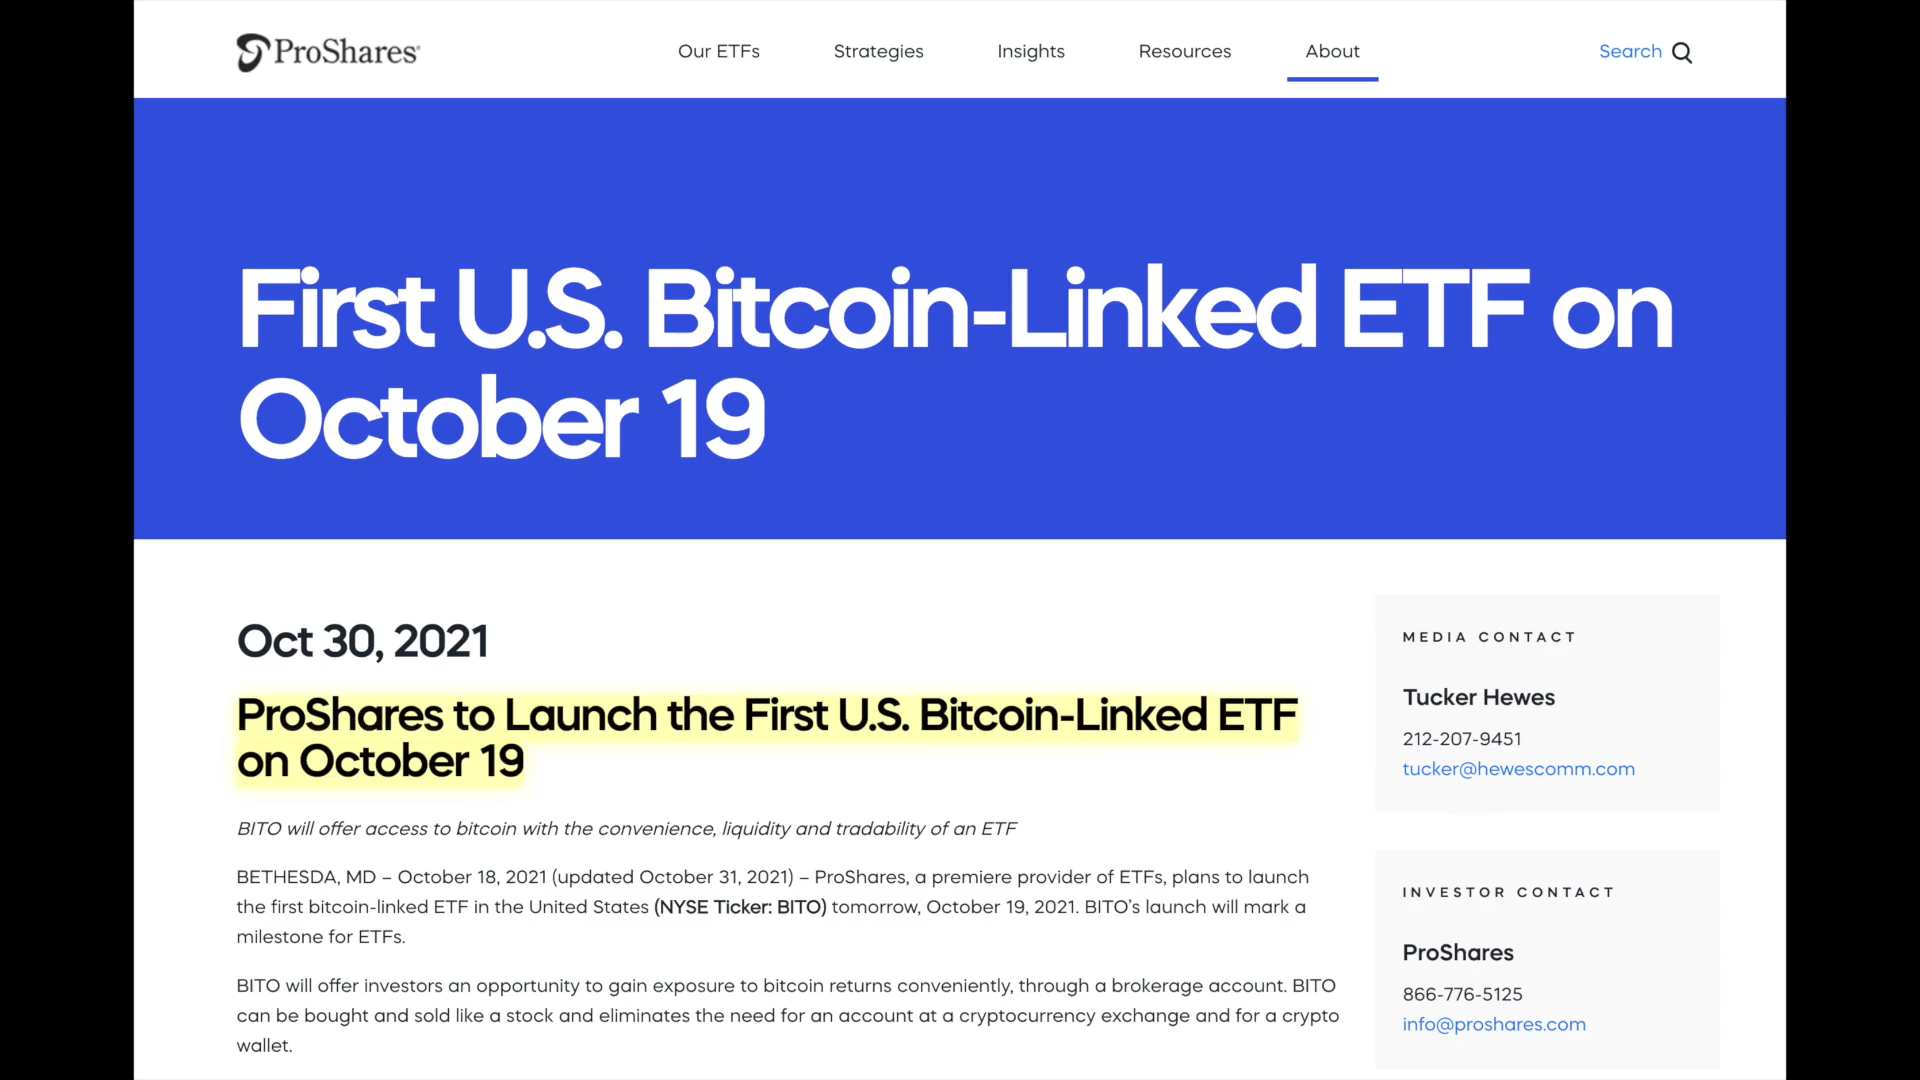 ProShares
Our ETFs
Strategies
Insights
Resources
About
Search
First U.S. Bitcoin-Linked ETF on
October 19
Oct 30, 2021
ProShares to Launch the First U.S. Bitcoin-Linked ETF
on October 19
BITO will offer access to bitcoin with the convenience, liquidity and tradability of an ETF
BETHESDA, MD – October 18, 2021 (updated October 31, 2021) – ProShares, a premiere provider of ETFs, plans to launch
the first bitcoin-linked ETF in the United States (NYSE Ticker: BITO) tomorrow, October 19, 2021. BITO’s launch will mark a
milestone for ETFs.
BITO will offer investors an opportunity to gain exposure to bitcoin returns conveniently, through a brokerage account. BITO
can be bought and sold like a stock and eliminates the need for an account at a cryptocurrency exchange and for a crypto
wallet.
MEDIA CONTACT
Tucker Hewes
212-207-9451
tucker@hewescomm.com
INVESTOR CONTACT
ProShares
866-776-5125
info@proshares.com